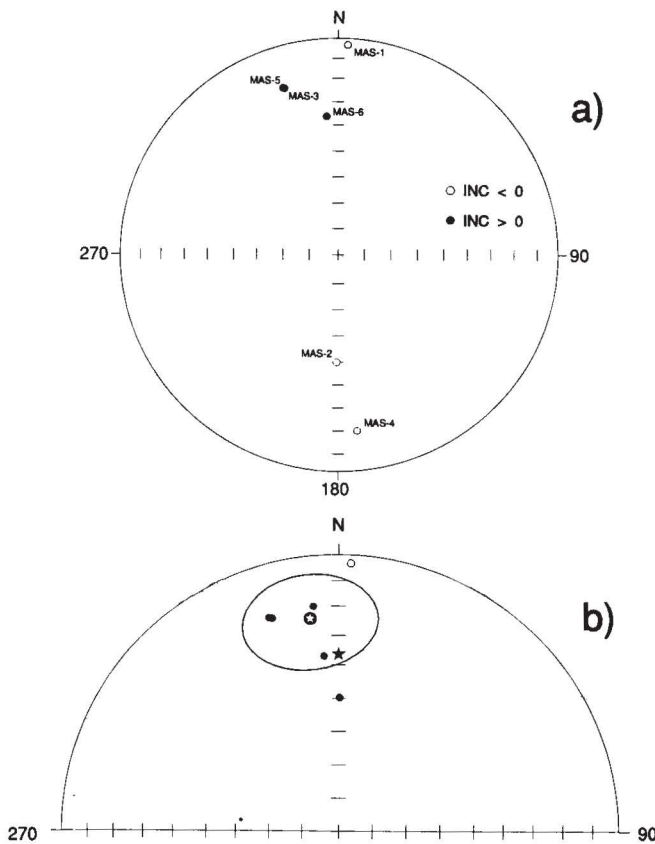 N
MAS-1
MAS-5
MAS-3
MAS-6
a)
INC < 0
INC > 0
270
90
MAS-2
MAS-4
180
N
b)
270
90